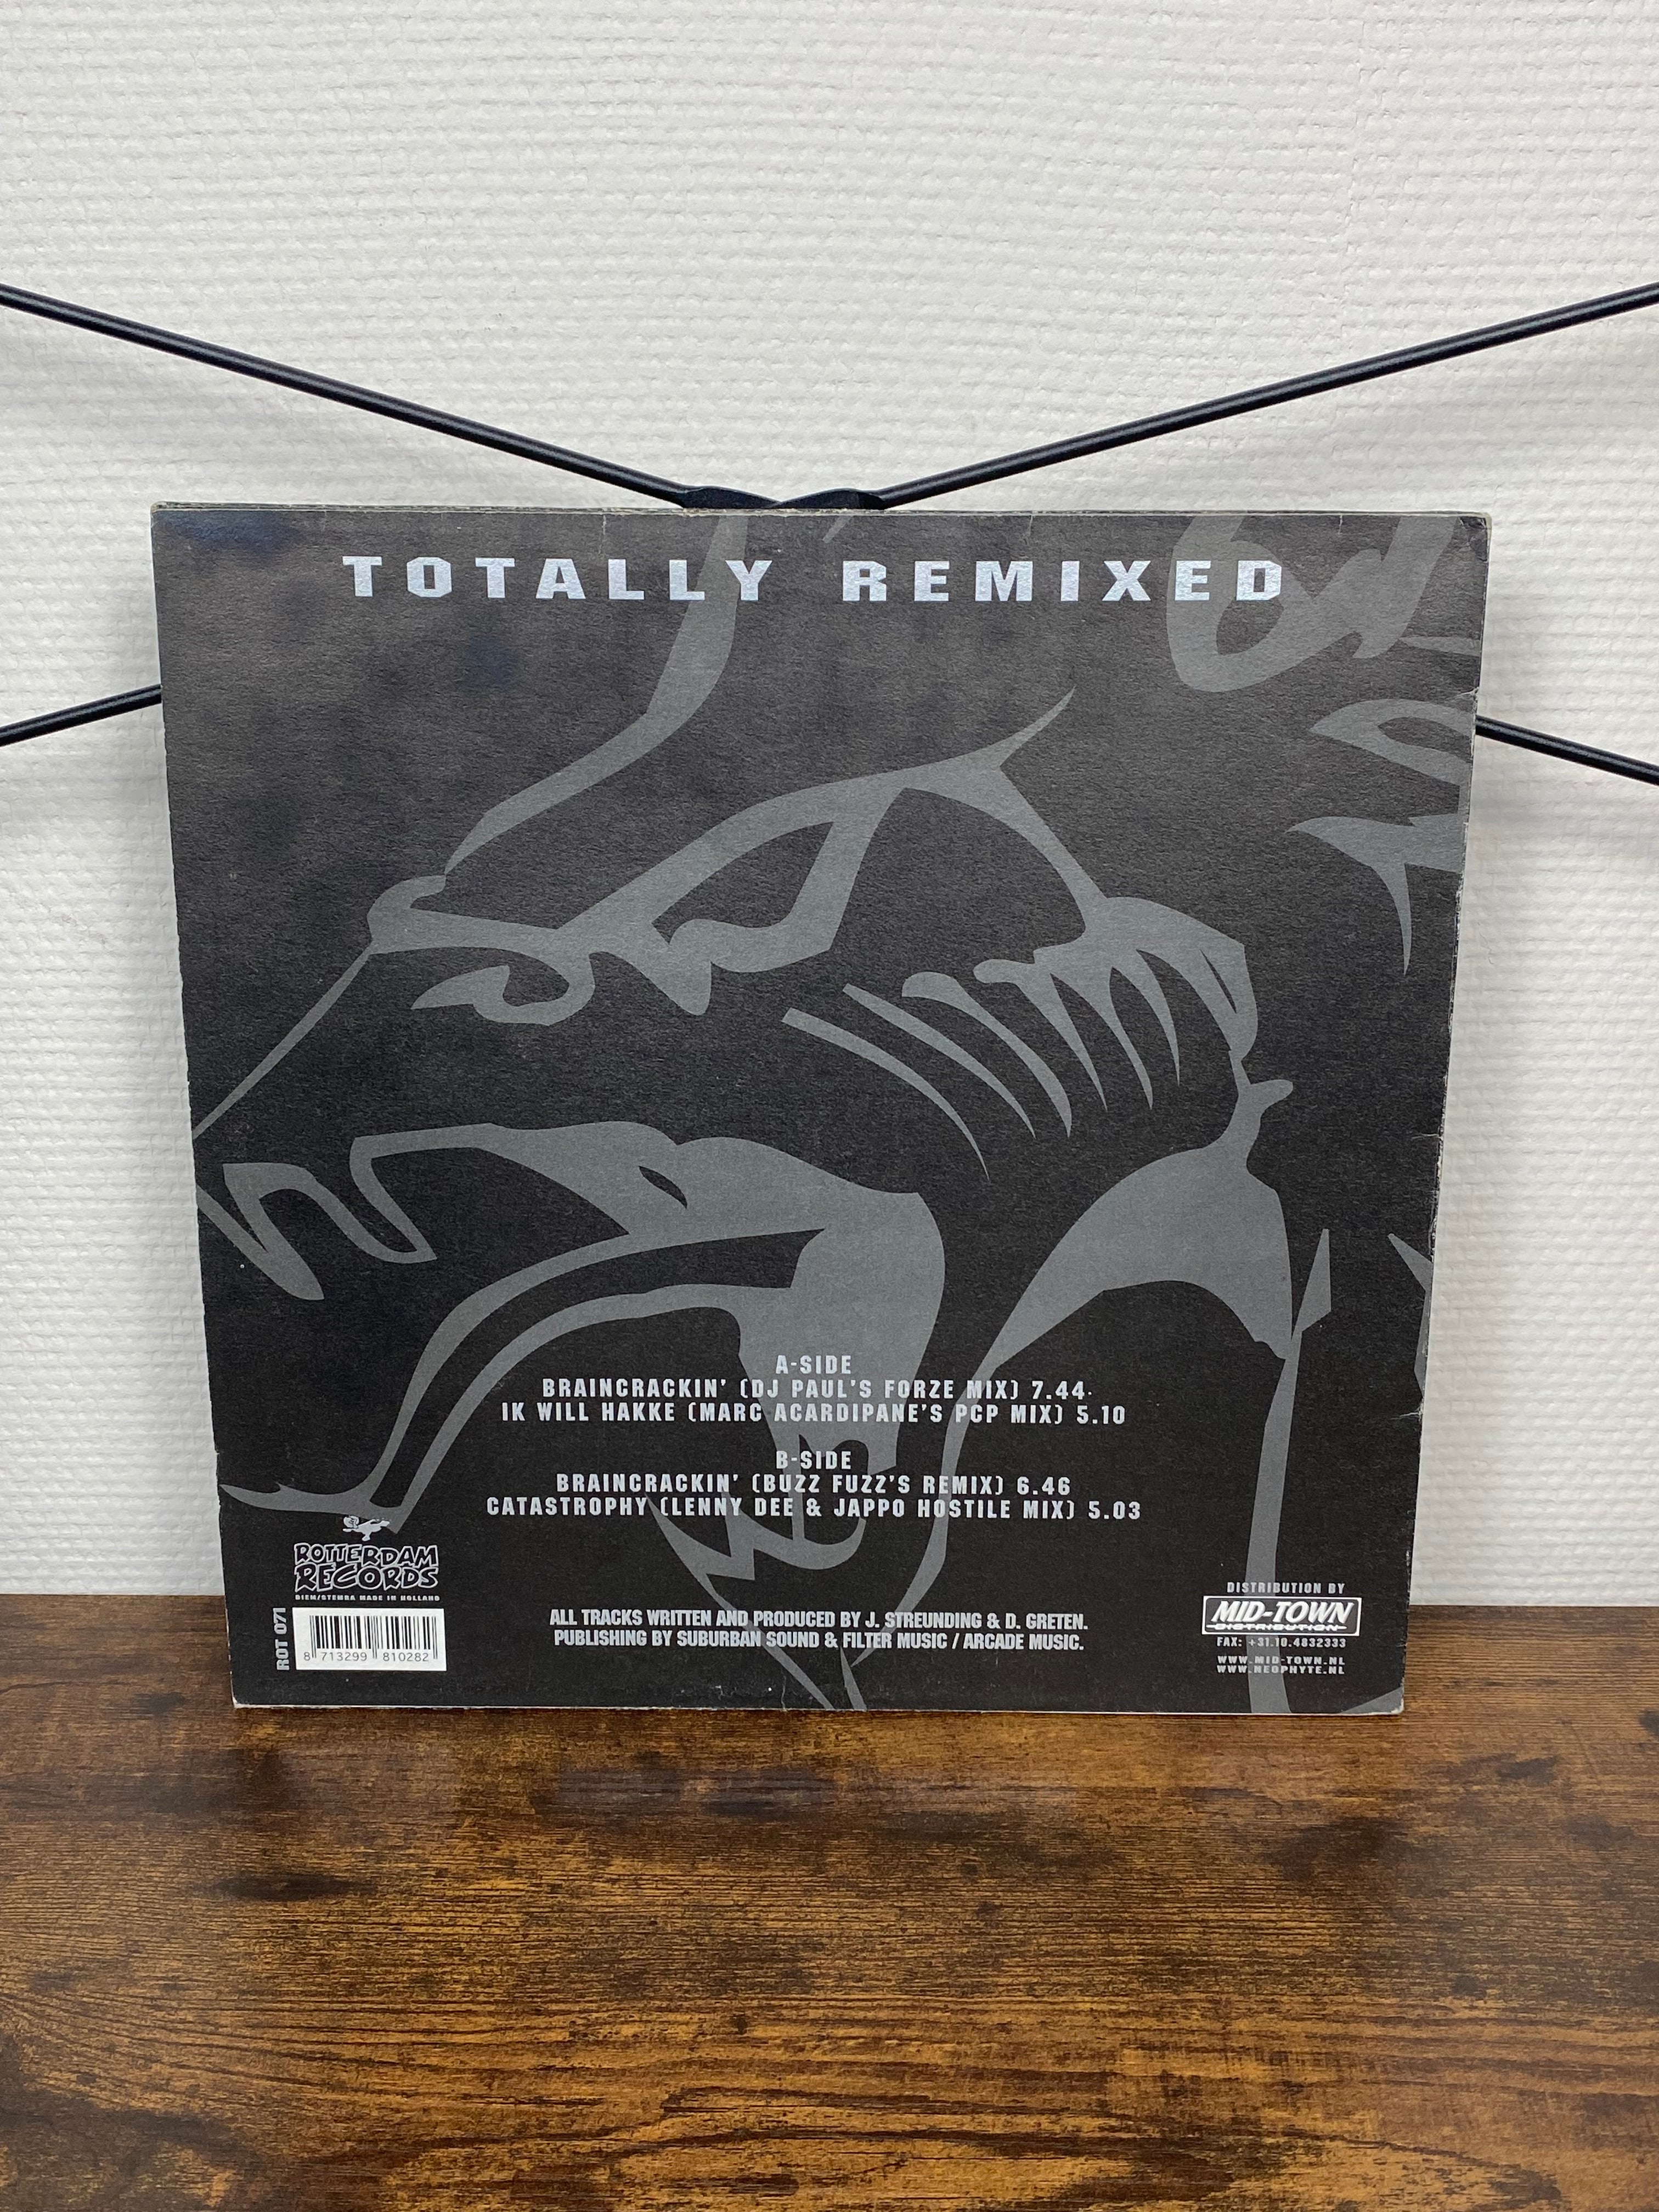 TOTALLY REMIXED
A-SIDE
BRAINCRACKIN' (DJ PAUL'S FORZE MIX) 7.44
IK WILL HAKKE (MARC ACARDIPANE'S PCP MIX) 5.10
B-SIDE
BRAINCRACKIN' (BUZZ FUZZ'S REMIX) 6.46
CATASTROPHY (LENNY DEE & JAPPO HOSTILE MIX) 5.03
ROTTERDAM
RECORDS
BIEM/STEMRA MADE IN HOLLAND
ROT 071
8 713299 810282
ALL TRACKS WRITTEN AND PRODUCED BY J. STREUNDING & D. GRETEN.
PUBLISHING BY SUBURBAN SOUND & FILTER MUSIC / ARCADE MUSIC.
DISTRIBUTION BY
MID-TOWN
DISTRIBUTION
FAX: +31.10.4832333
WWW.MID-TOWN.NL
WWW.NEOPHYTE.NL